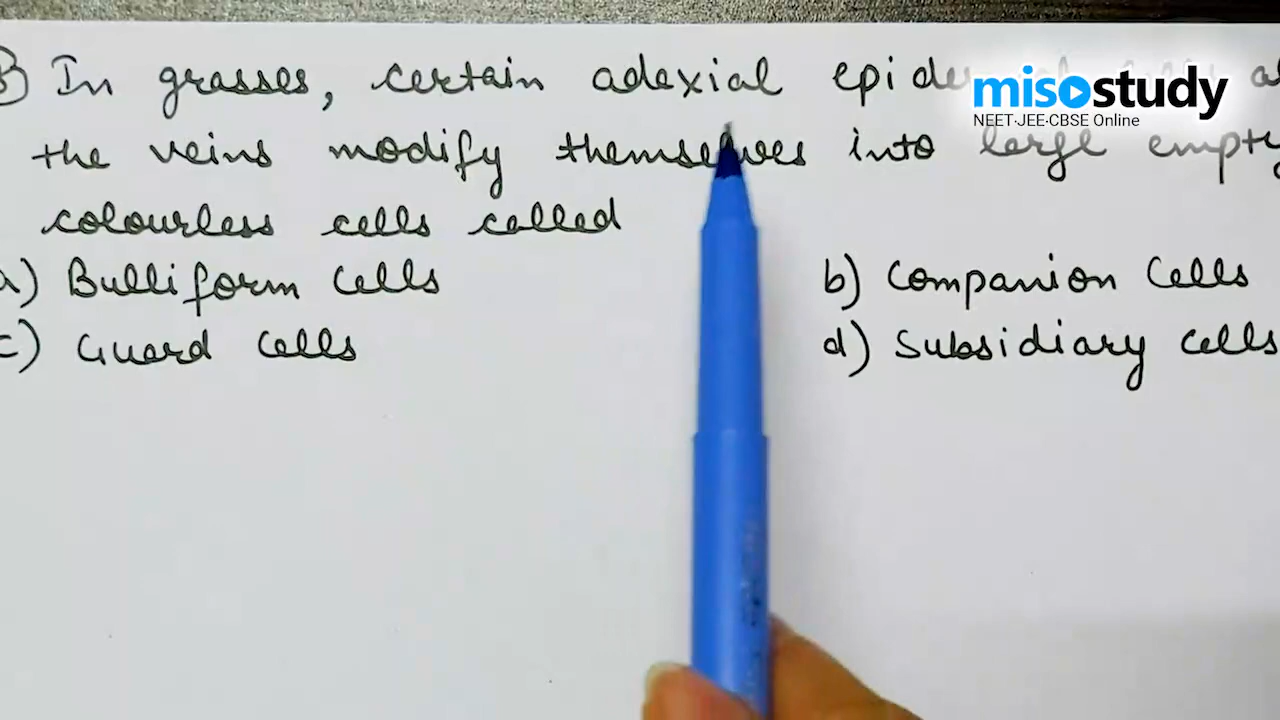 In grasses, certain adaxial
misostudy
NEET-JEE-CBSE Online
the veins modify themselves into large empty
colourless cells called
a) Bulliform cells
b) Companion Cells
c) Guard cells
d) Subsidiary cells